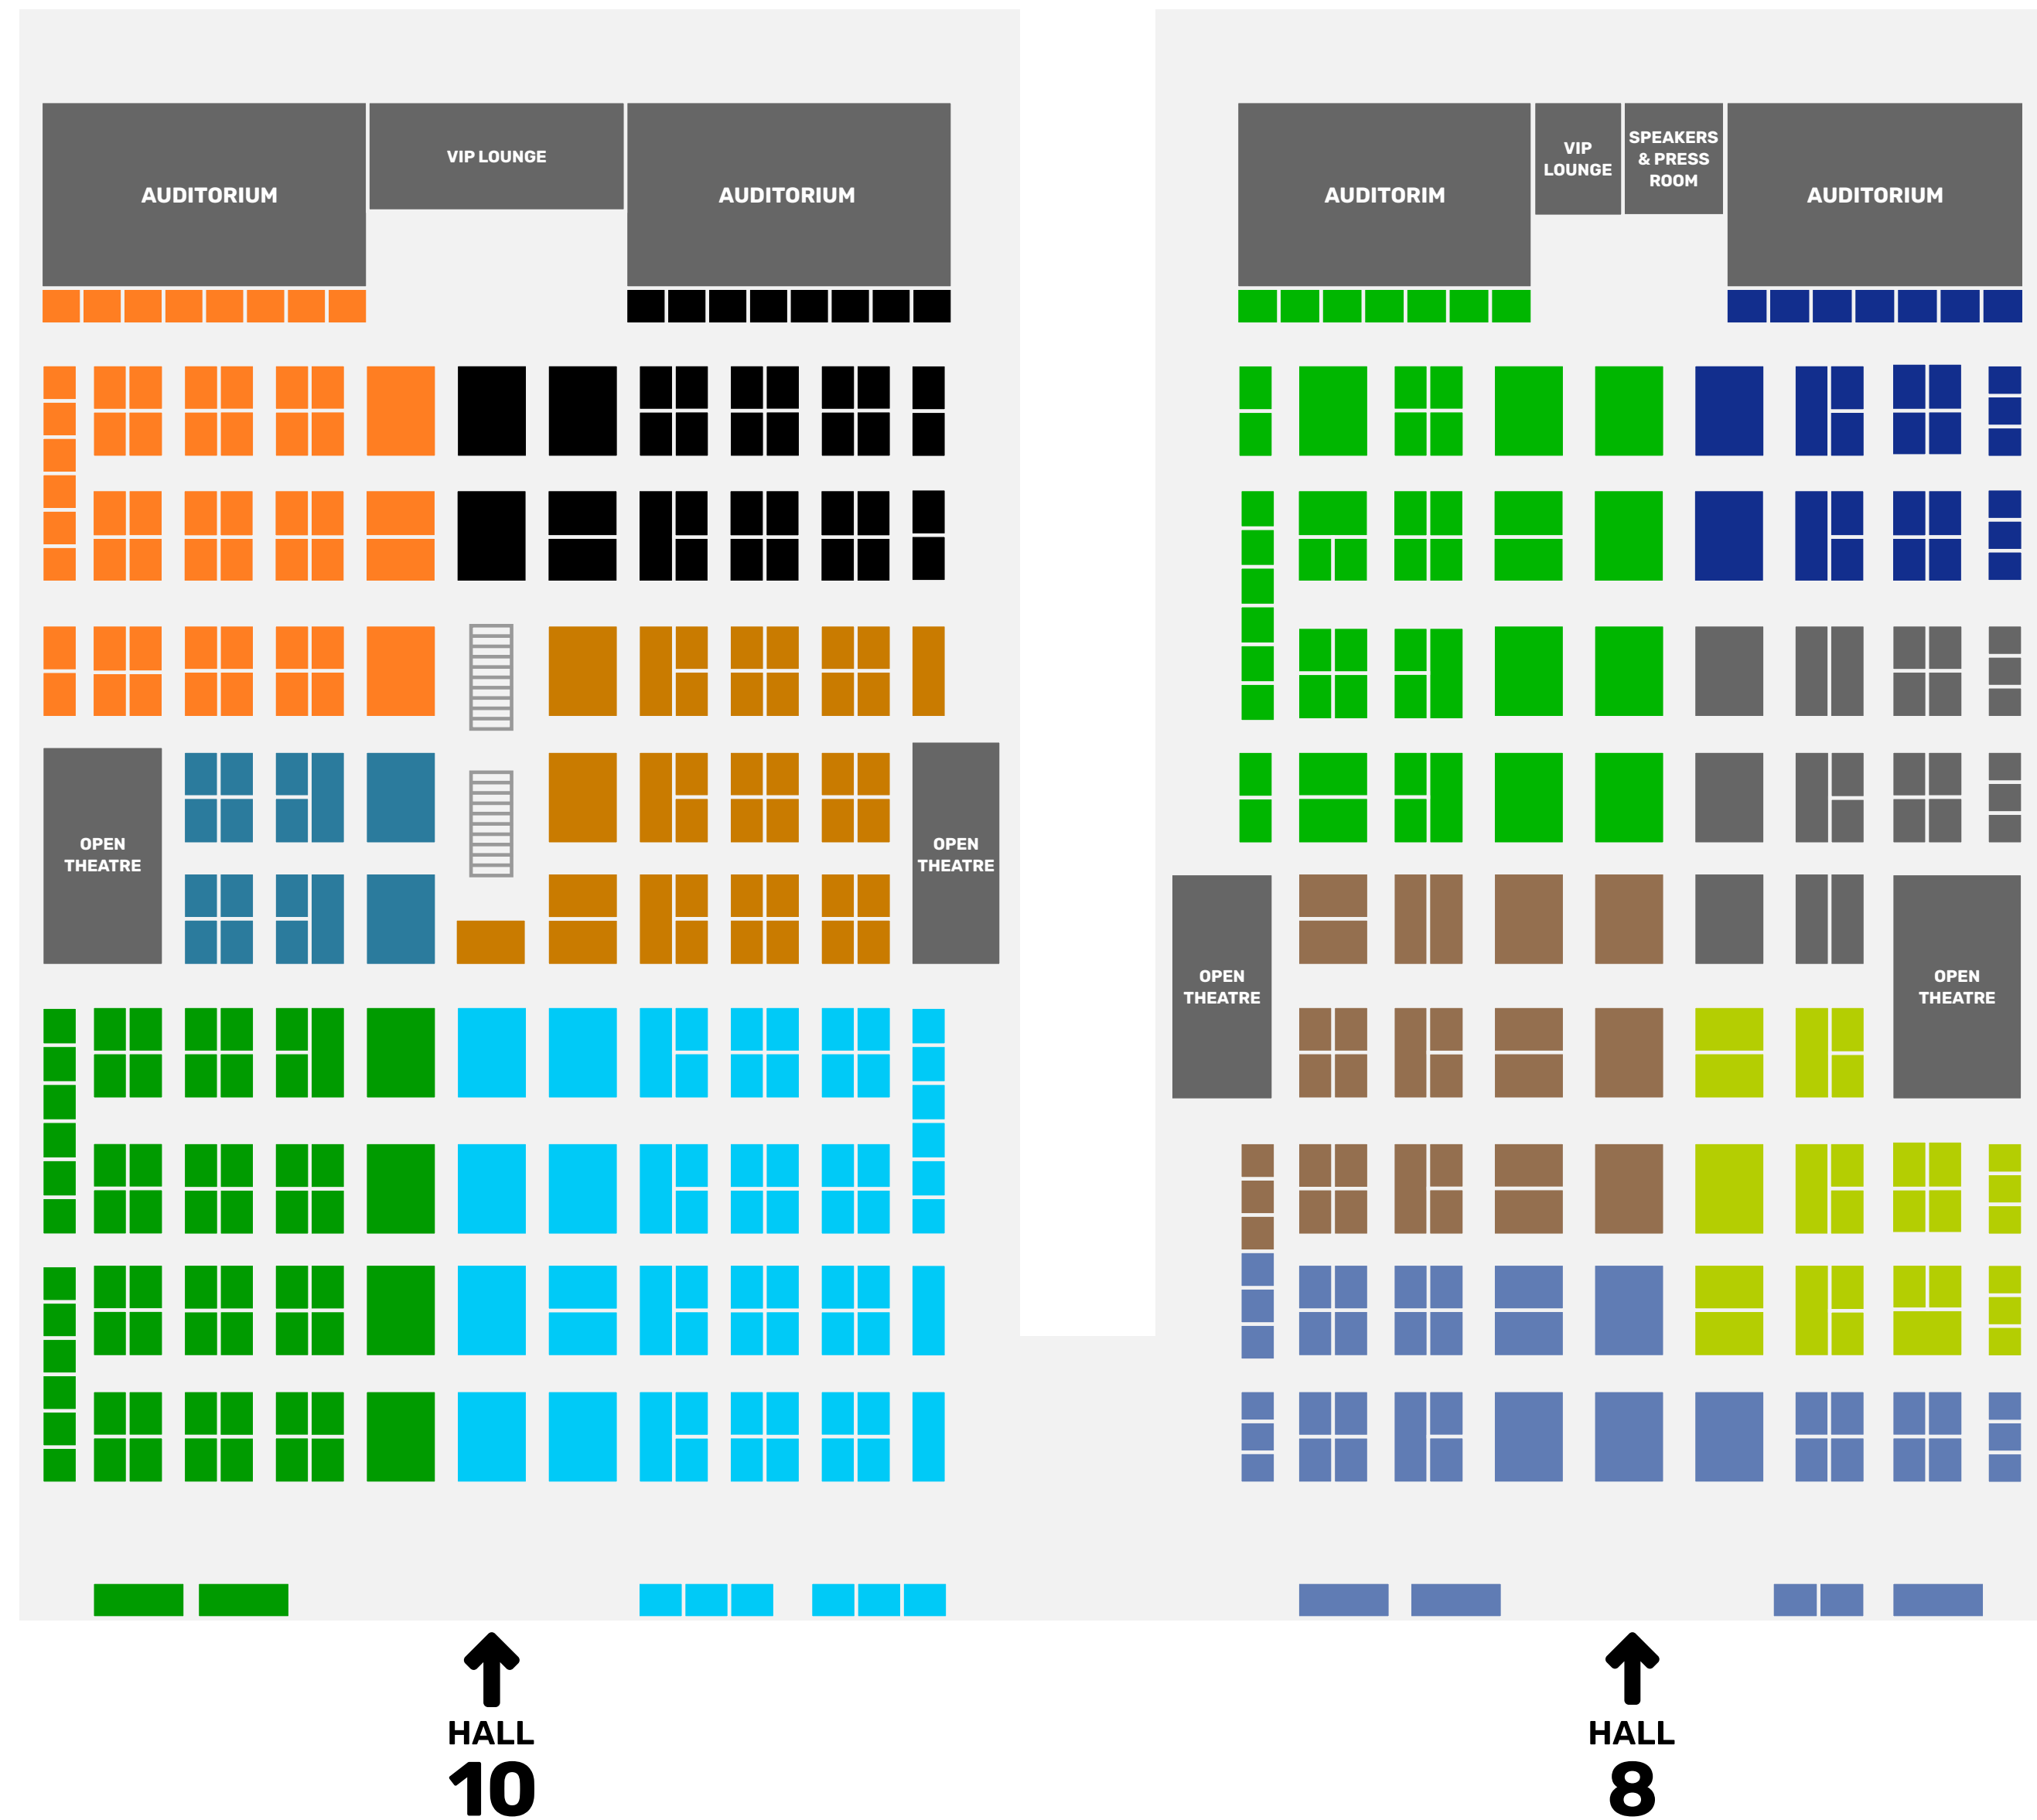 AUDITORIUM
VIP LOUNGE
AUDITORIUM
AUDITORIM
VIP
LOUNGE
SPEAKERS
& PRESS
ROOM
AUDITORIUM
OPEN
THEATRE
OPEN
THEATRE
OPEN
THEATRE
OPEN
THEATRE
HALL
10
HALL
8